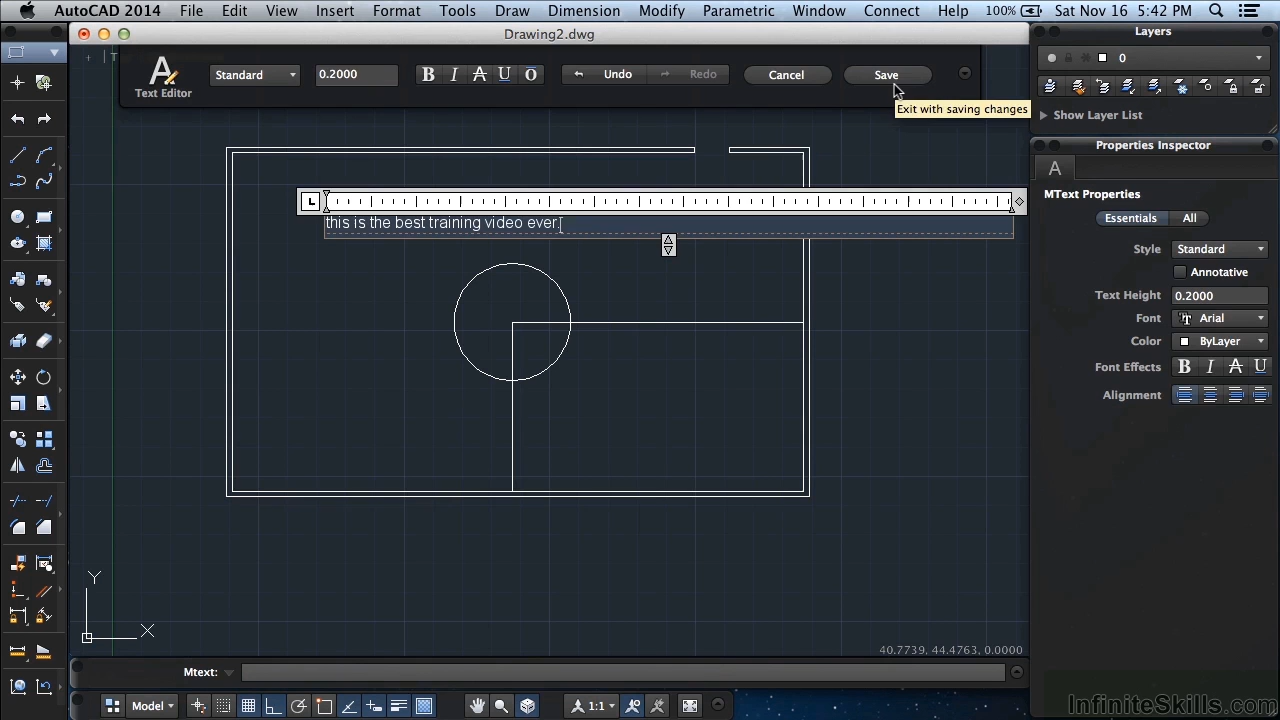 AutoCAD 2014 File Edit View Insert Format Tools Draw Dimension Modify Parametric Window Connect Help 100% Sat Nov 16 5:42 PM
Drawing2.dwg
Layers
T
Text Editor
Standard
0.2000
B I A U O
Undo
Redo
Cancel
Save
Exit with saving changes
0
Show Layer List
Properties Inspector
A
MText Properties
Essentials All
Style Standard
Annotative
Text Height 0.2000
Font Arial
Color ByLayer
Font Effects B I A U
Alignment
L
this is the best training video ever.
Y
X
40.7739, 44.4763, 0.0000
Mtext:
Model
1:1
InfiniteSkills.com